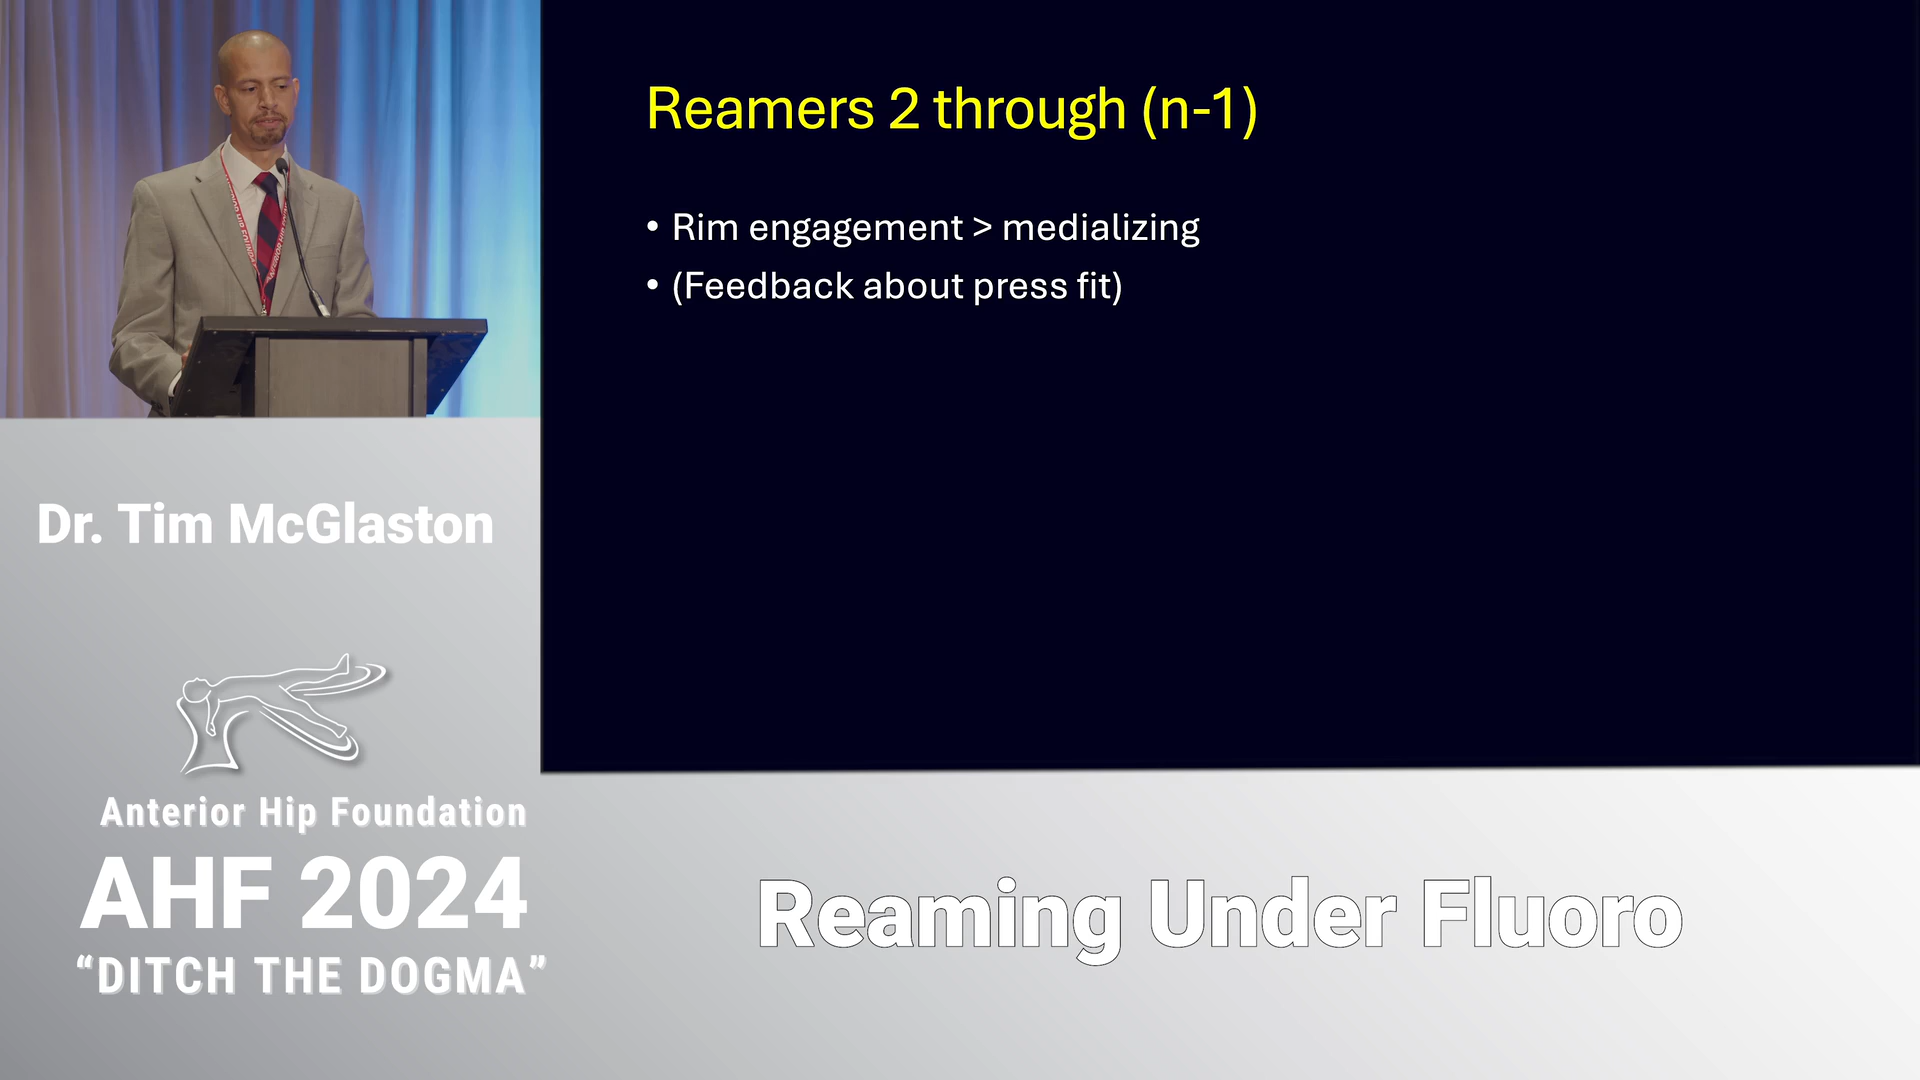 Reamers 2 through (n-1)
• Rim engagement > medializing
• (Feedback about press fit)
Dr. Tim McGlaston
Anterior Hip Foundation
AHF 2024
“DITCH THE DOGMA”
Reaming Under Fluoro